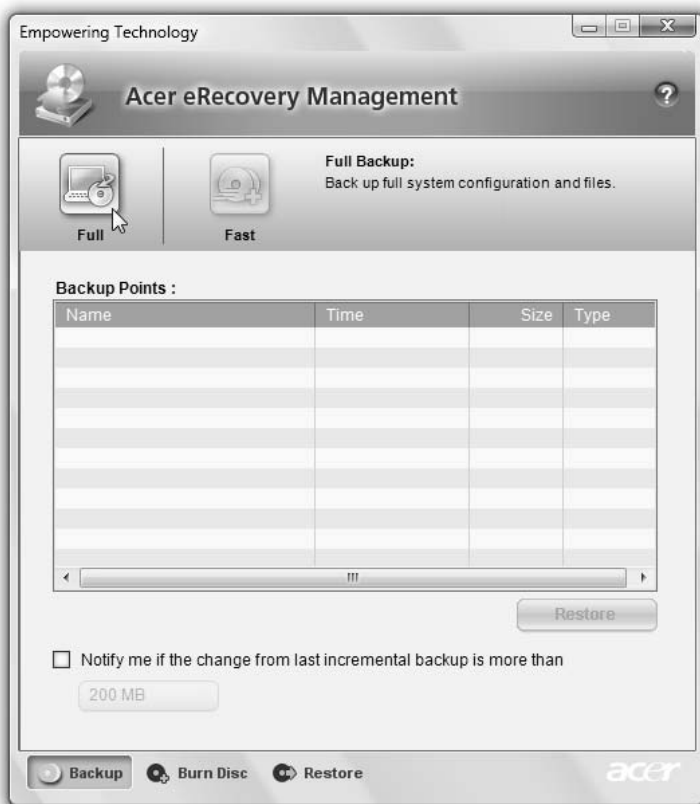 Empowering Technology
Acer eRecovery Management
?
Full
Fast
Full Backup:
Back up full system configuration and files.
Backup Points :
Name Time Size Type
Restore
Notify me if the change from last incremental backup is more than
200 MB
Backup Burn Disc Restore
acer